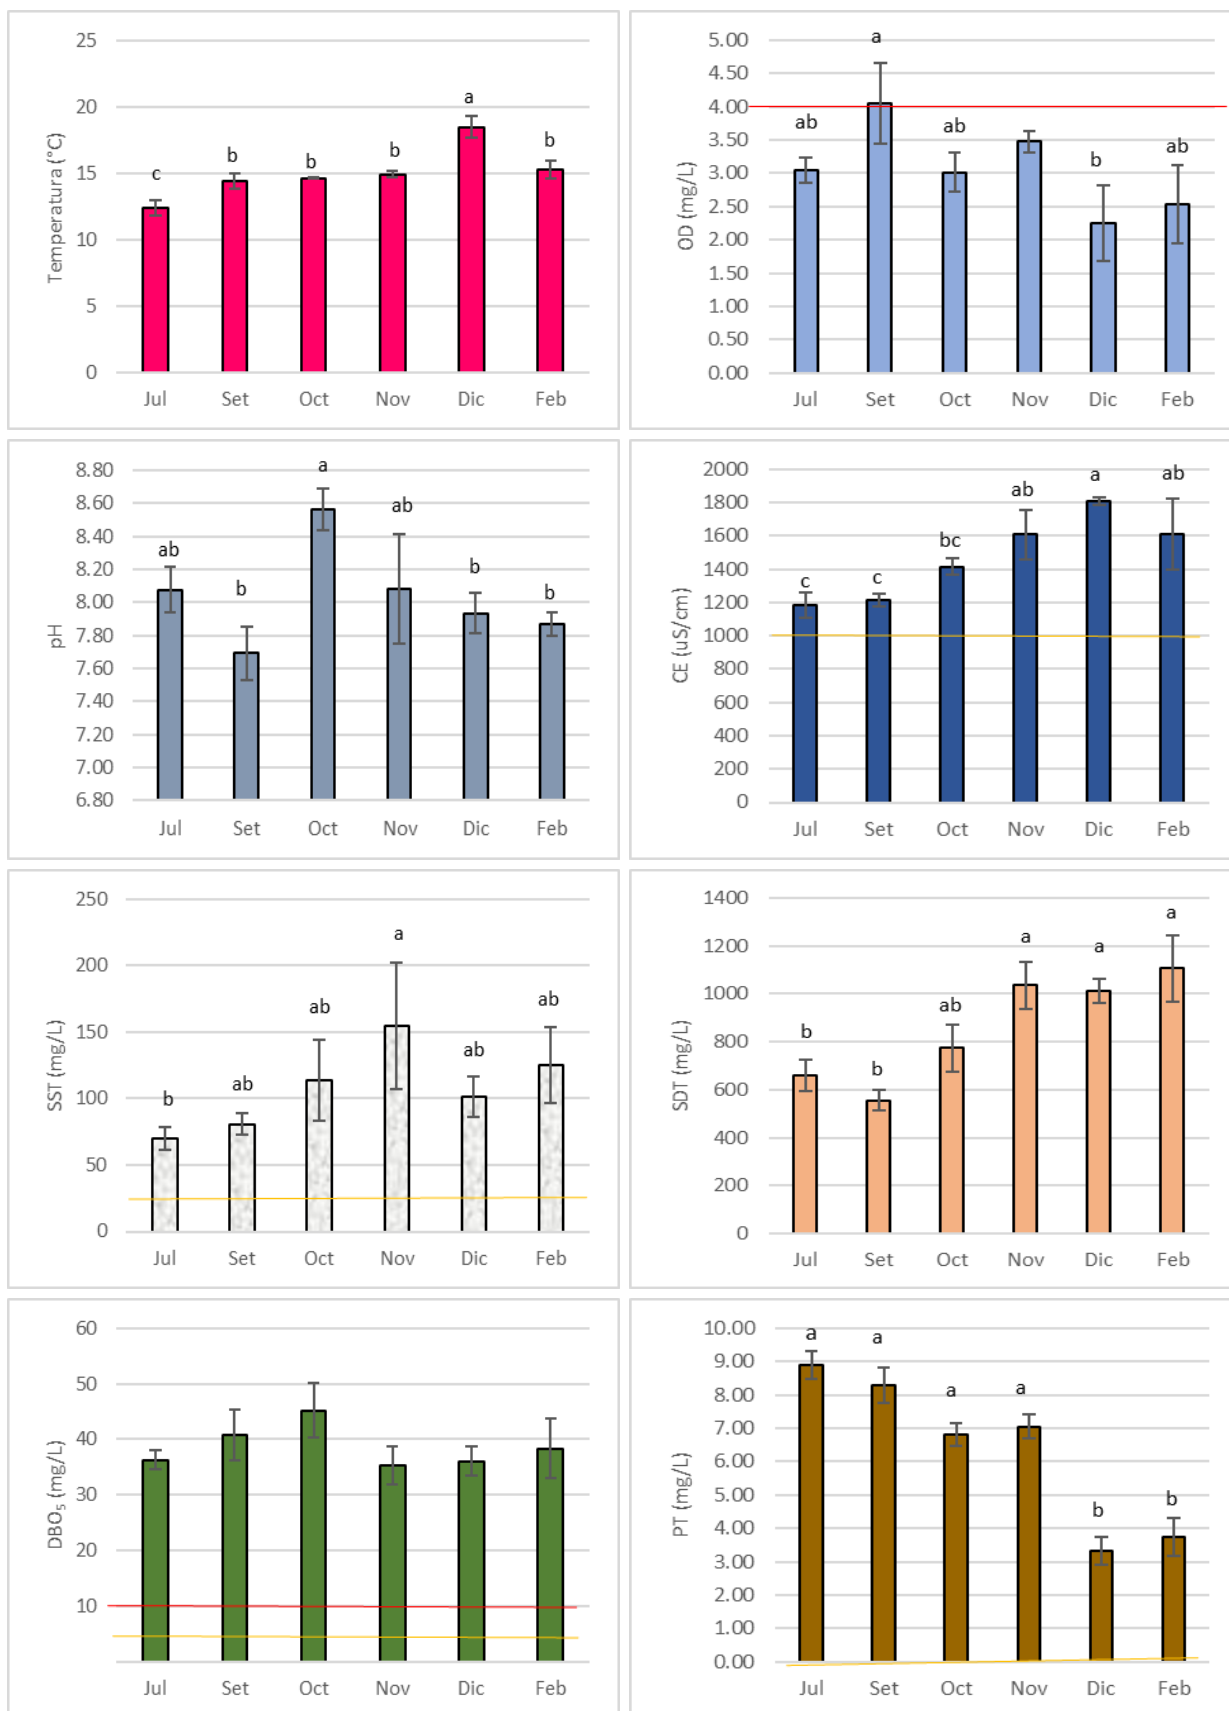 25
20
15
10
5
0
Temperatura (°C)
c
b
b
b
a
b
Jul Set Oct Nov Dic Feb
5.00
4.50
4.00
3.50
3.00
2.50
2.00
1.50
1.00
0.50
0.00
OD (mg/L)
ab
a
ab
b
ab
Jul Set Oct Nov Dic Feb
8.80
8.60
8.40
8.20
8.00
7.80
7.60
7.40
7.20
7.00
6.80
pH
ab
b
a
ab
b
b
Jul Set Oct Nov Dic Feb
2000
1800
1600
1400
1200
1000
800
600
400
200
0
CE (uS/cm)
c
c
bc
ab
a
ab
Jul Set Oct Nov Dic Feb
250
200
150
100
50
0
SST (mg/L)
b
ab
ab
a
ab
ab
Jul Set Oct Nov Dic Feb
1400
1200
1000
800
600
400
200
0
SDT (mg/L)
b
b
ab
a
a
a
Jul Set Oct Nov Dic Feb
60
50
40
30
20
10
DBO₅ (mg/L)
Jul Set Oct Nov Dic Feb
10.00
9.00
8.00
7.00
6.00
5.00
4.00
3.00
2.00
1.00
0.00
PT (mg/L)
a
a
a
a
b
b
Jul Set Oct Nov Dic Feb